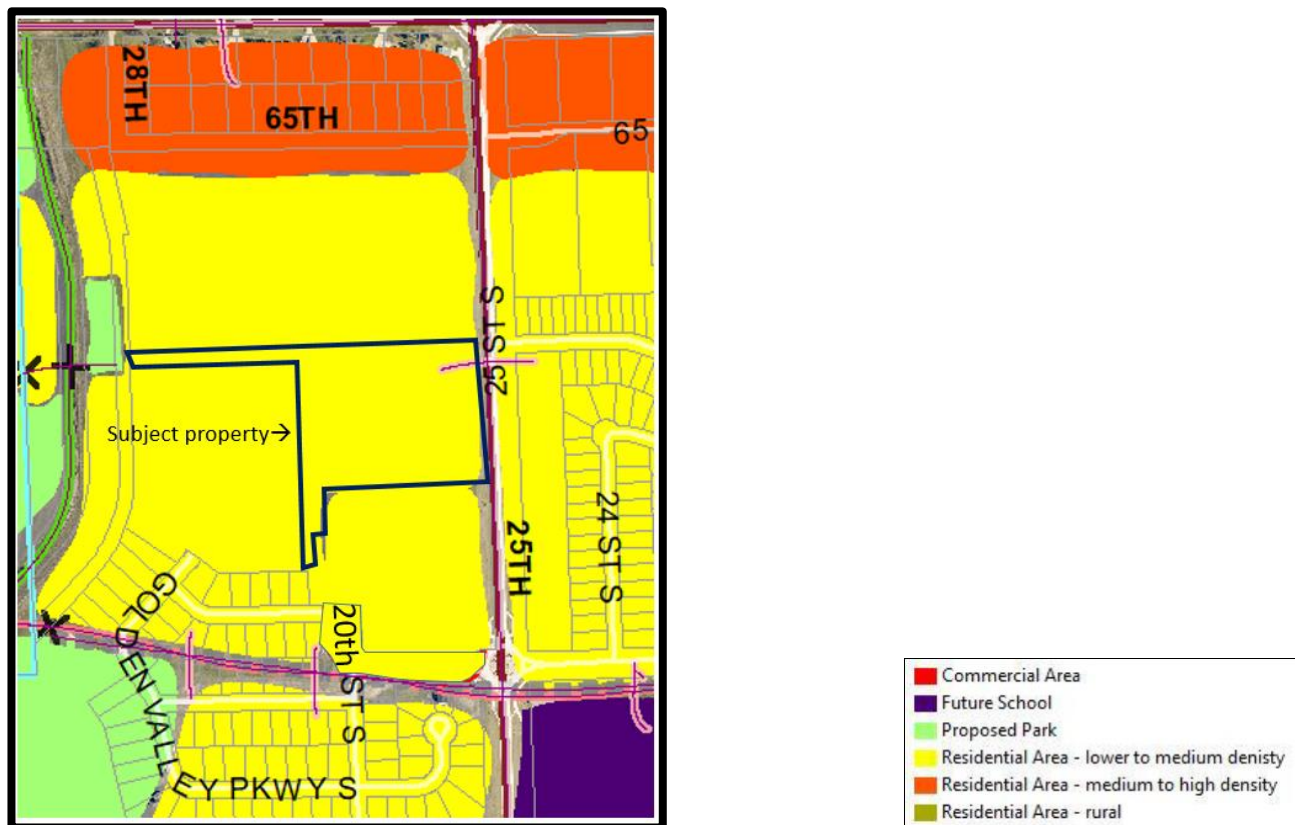 28TH
65TH
65
25 ST S
Subject property→
24 ST S
25TH
GOLDEN VALLEY PKWY S
20th ST S
Commercial Area
Future School
Proposed Park
Residential Area - lower to medium denisty
Residential Area - medium to high density
Residential Area - rural